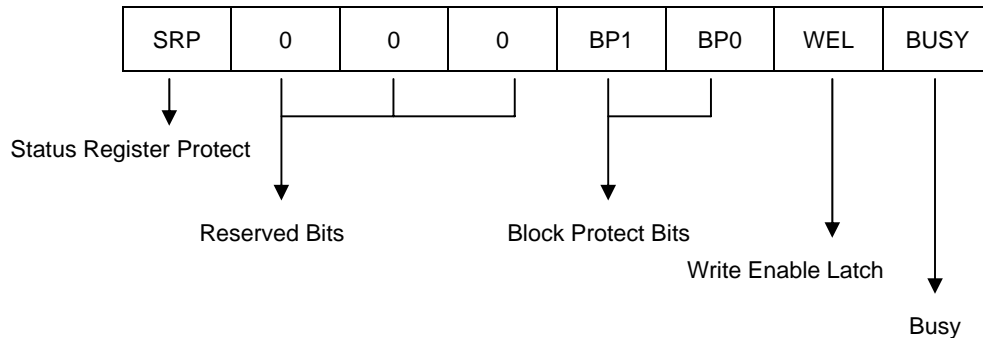 SRP 0 0 0 BP1 BP0 WEL BUSY
Status Register Protect
Reserved Bits
Block Protect Bits
Write Enable Latch
Busy